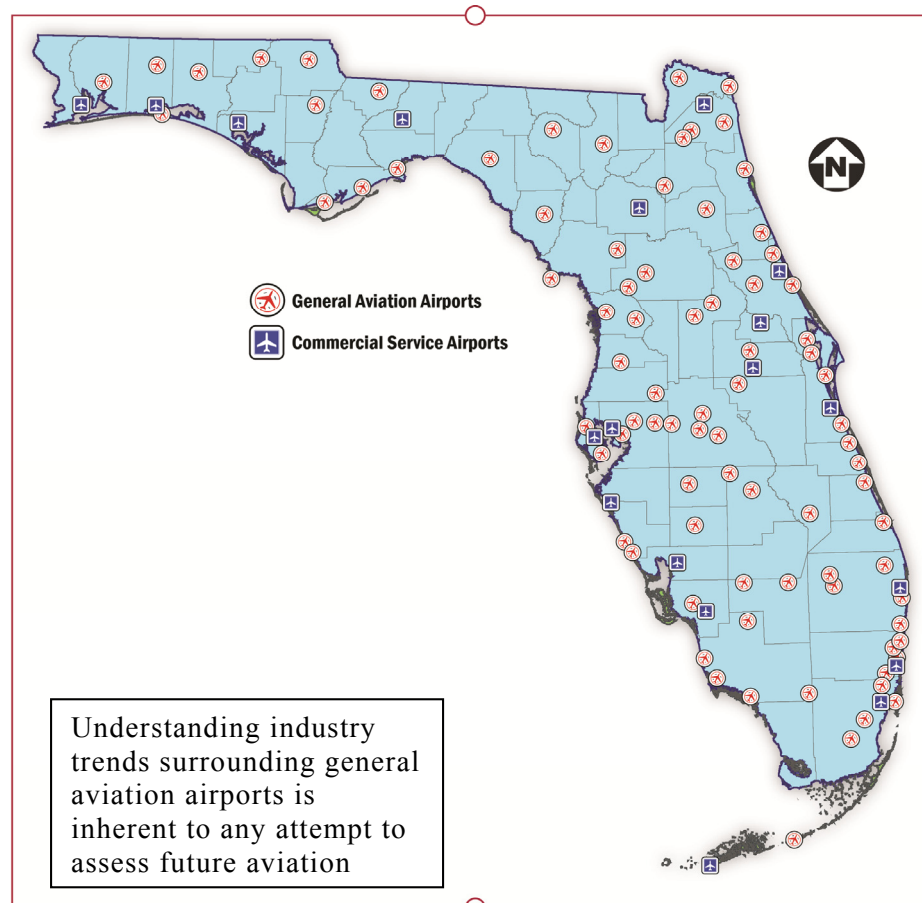 N
General Aviation Airports
Commercial Service Airports
Understanding industry
trends surrounding general
aviation airports is
inherent to any attempt to
assess future aviation